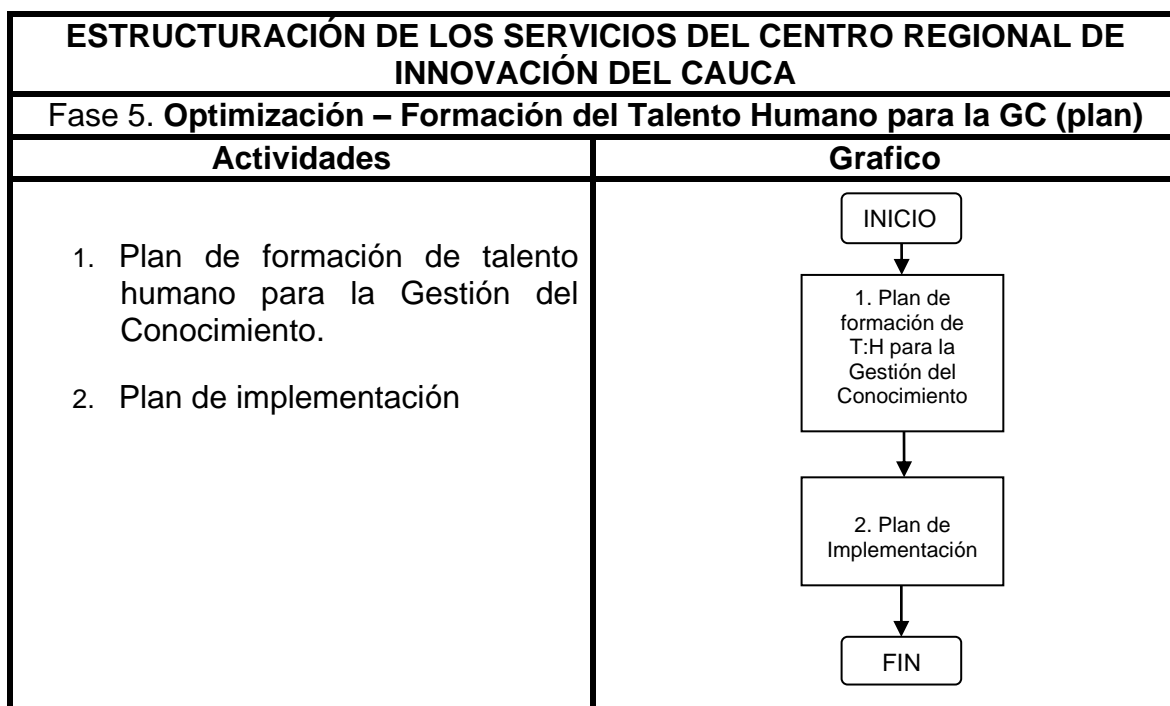 ESTRUCTURACIÓN DE LOS SERVICIOS DEL CENTRO REGIONAL DE
INNOVACIÓN DEL CAUCA
Fase 5. Optimización – Formación del Talento Humano para la GC (plan)
Actividades
Grafico
1. Plan de formación de talento
humano para la Gestión del
Conocimiento.
2. Plan de implementación
INICIO
1. Plan de
formación de
T:H para la
Gestión del
Conocimiento
2. Plan de
Implementación
FIN